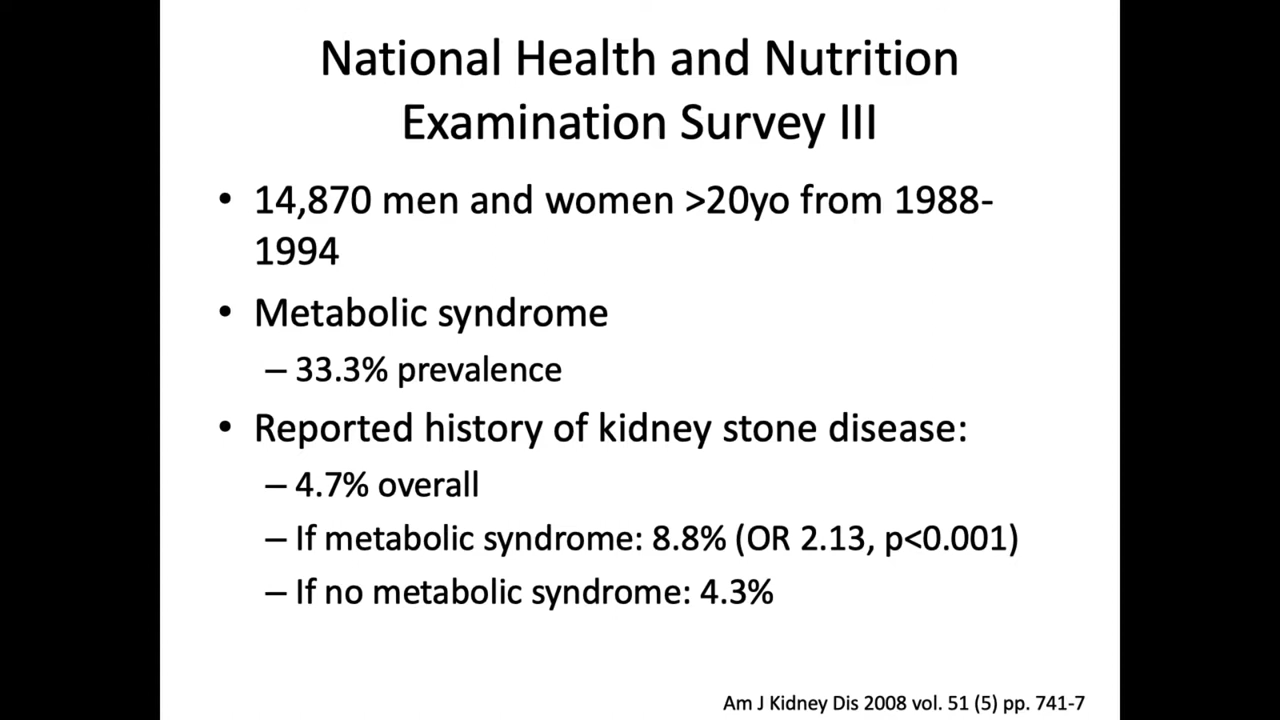 National Health and Nutrition
Examination Survey III
• 14,870 men and women >20yo from 1988-
1994
• Metabolic syndrome
– 33.3% prevalence
• Reported history of kidney stone disease:
– 4.7% overall
– If metabolic syndrome: 8.8% (OR 2.13, p<0.001)
– If no metabolic syndrome: 4.3%
Am J Kidney Dis 2008 vol. 51 (5) pp. 741-7